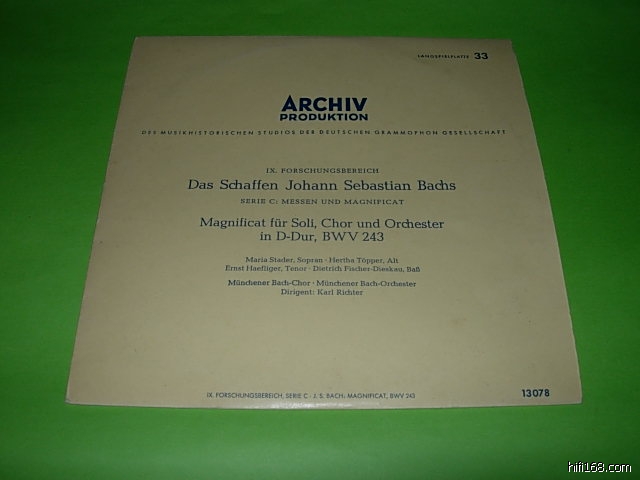 LANGSPIELPLATTE 33
ARCHIV
PRODUKTION
DES MUSIKHISTORISCHEN STUDIOS DER DEUTSCHEN GRAMMOPHON GESELLSCHAFT
IX. FORSCHUNGSBEREICH
Das Schaffen Johann Sebastian Bachs
SERIE C: MESSEN UND MAGNIFICAT
Magnificat für Soli, Chor und Orchester
in D-Dur, BWV 243
Maria Stader, Sopran · Hertha Töpper, Alt
Ernst Haefliger, Tenor · Dietrich Fischer-Dieskau, Baß
Münchener Bach-Chor · Münchener Bach-Orchester
Dirigent: Karl Richter
IX. FORSCHUNGSBEREICH, SERIE C · J. S. BACH: MAGNIFICAT, BWV 243
13078
hifi168.com